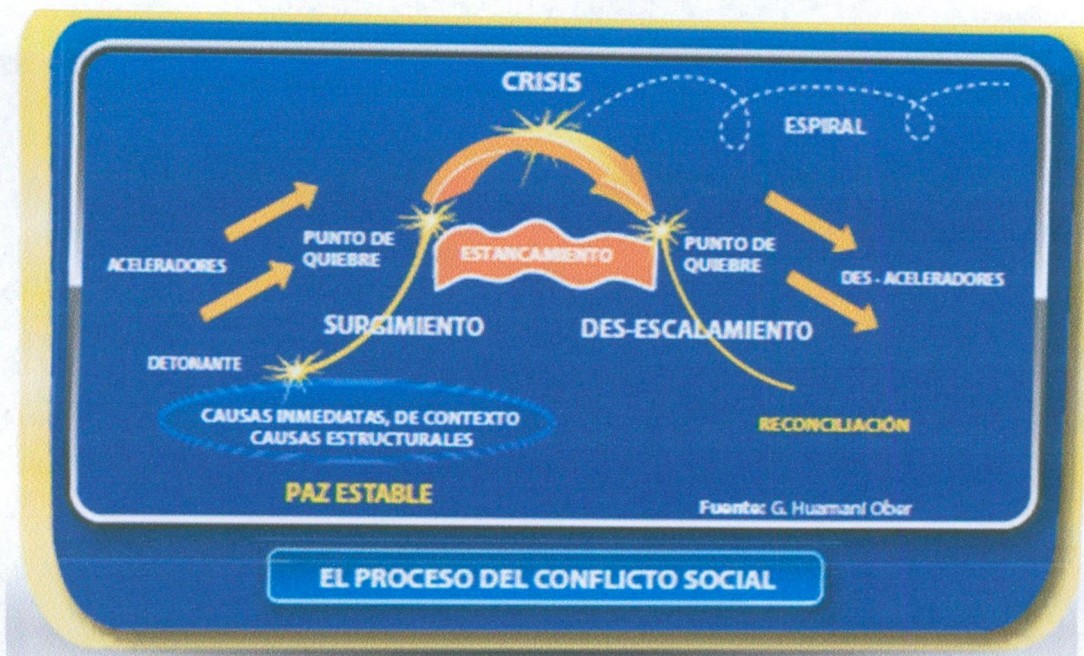 CRISIS
ESPIRAL
PUNTO DE
QUIEBRE
ACELERADORES
ESTANCAMIENTO
PUNTO DE
QUIEBRE
DES - ACELERADORES
SURGIMIENTO
DES-ESCALAMIENTO
DETONANTE
CAUSAS INMEDIATAS, DE CONTEXTO
CAUSAS ESTRUCTURALES
RECONCILIACIÓN
PAZ ESTABLE
Fuente: G. Huamaní Ober
EL PROCESO DEL CONFLICTO SOCIAL